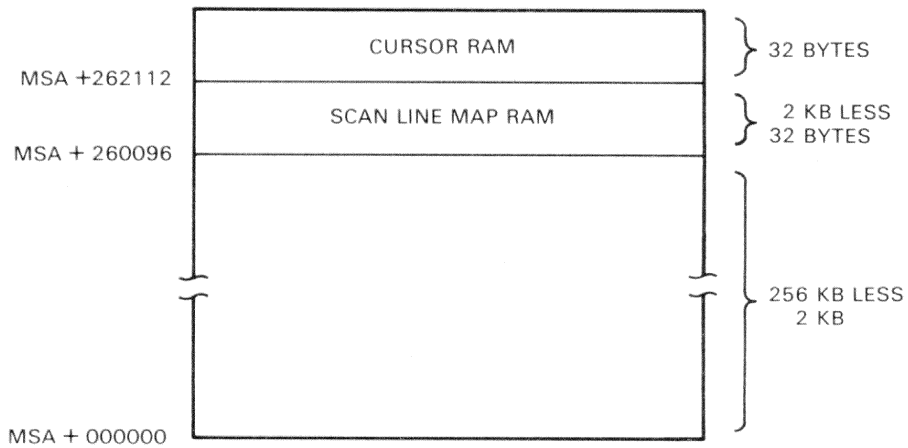 CURSOR RAM
32 BYTES
MSA +262112
SCAN LINE MAP RAM
2 KB LESS
32 BYTES
MSA + 260096
256 KB LESS
2 KB
MSA + 000000